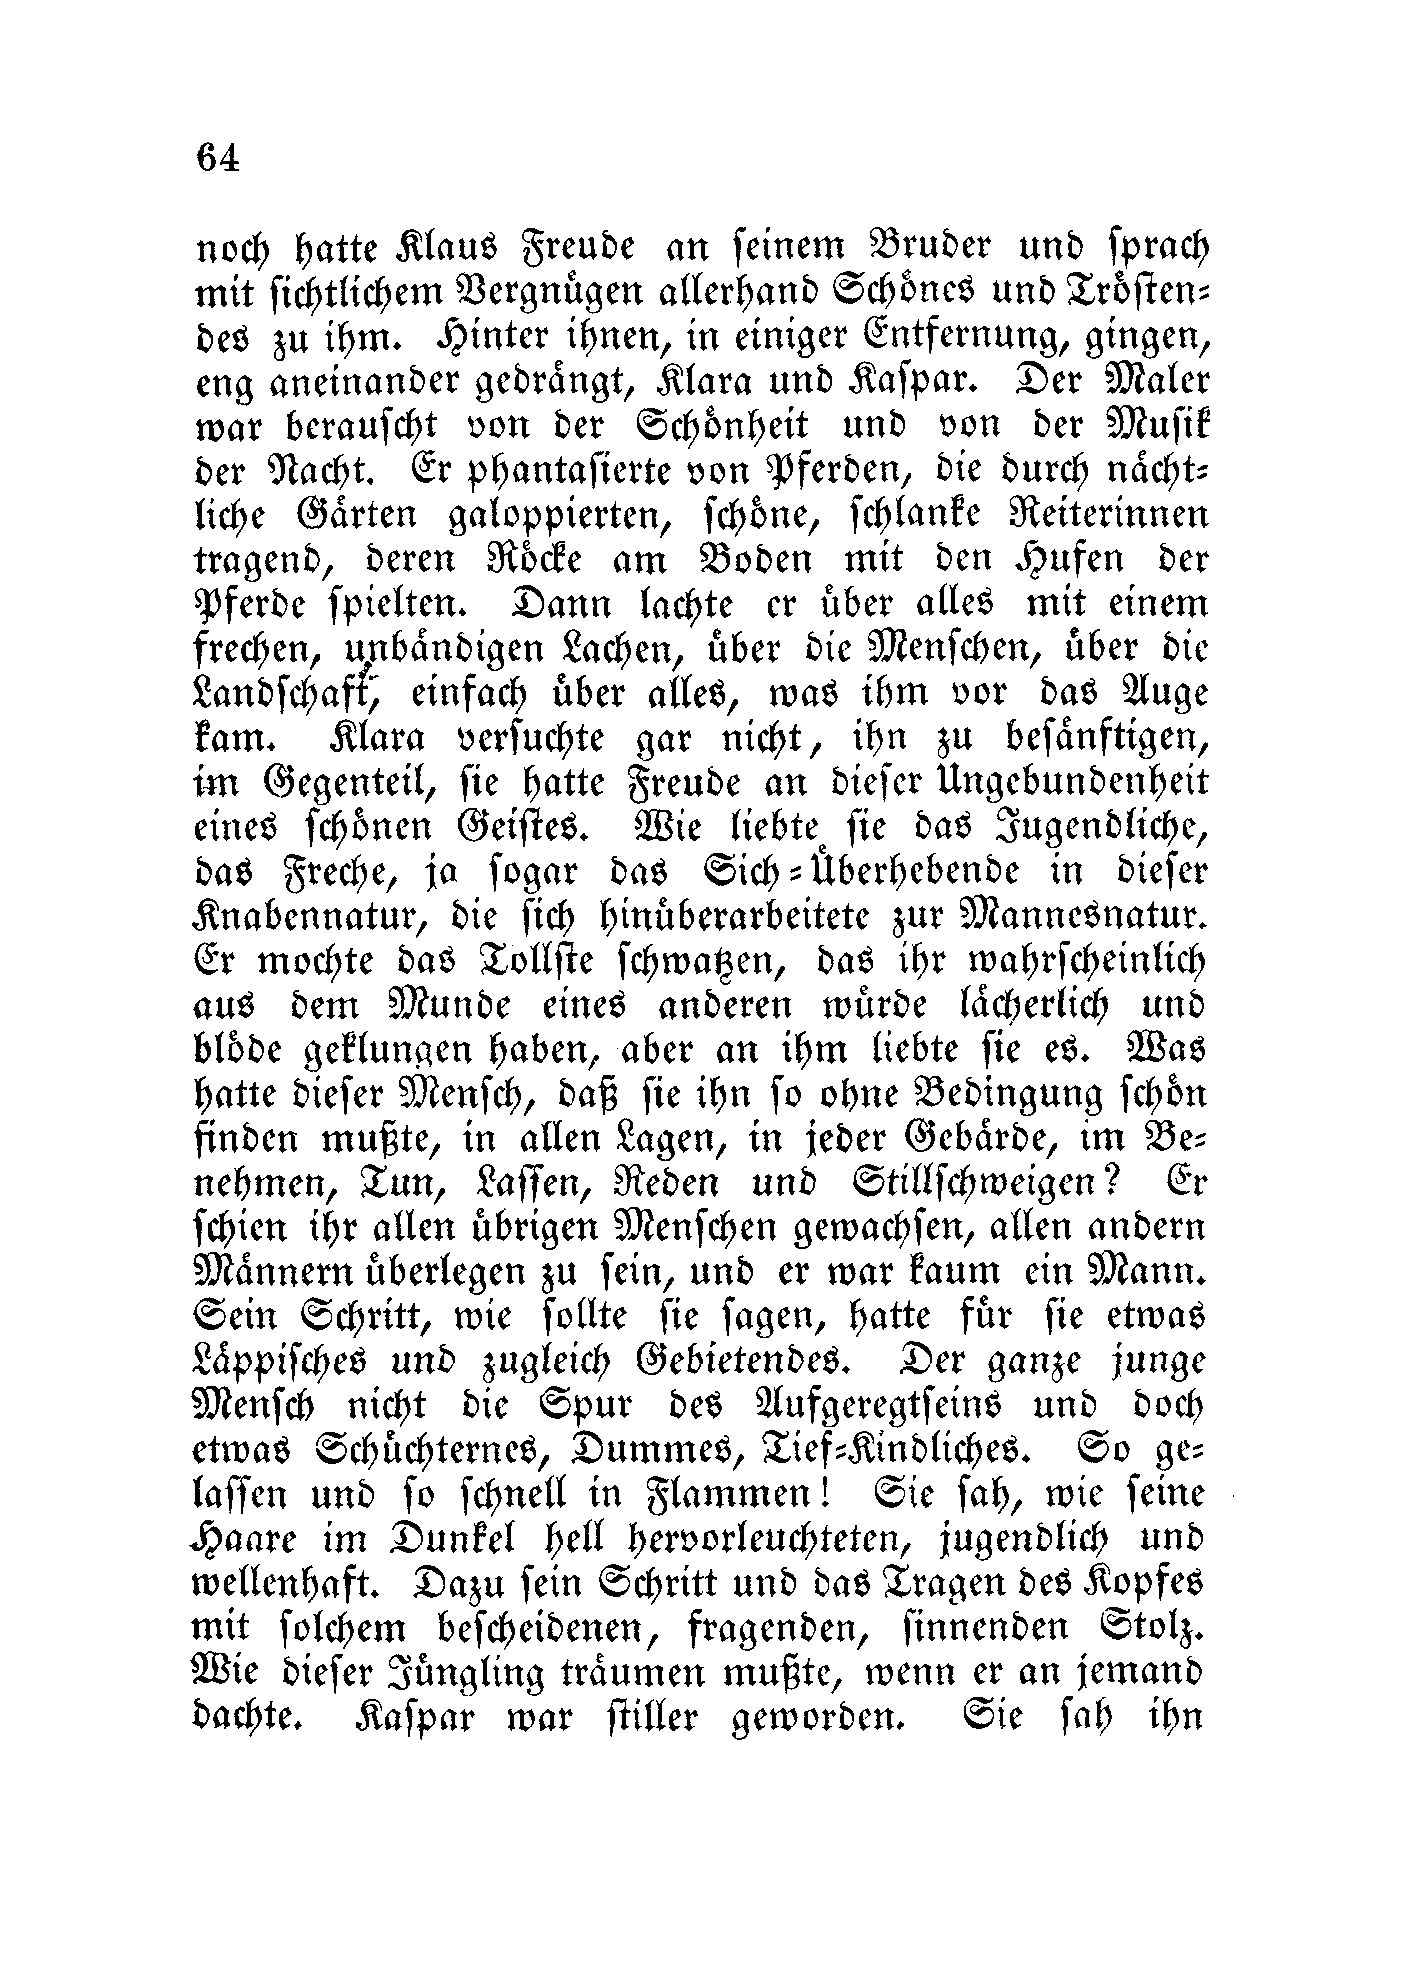 64
noch hatte Klaus Freude an seinem Bruder und sprach
mit sichtlichem Vergnügen allerhand Schönes und Trösten-
des zu ihm. Hinter ihnen, in einiger Entfernung, gingen,
eng aneinander gedrängt, Klara und Kaspar. Der Maler
war berauscht von der Schönheit und von der Musik
der Nacht. Er phantasierte von Pferden, die durch nächt-
liche Gärten galoppierten, schöne, schlanke Reiterinnen
tragend, deren Röcke am Boden mit den Hufen der
Pferde spielten. Dann lachte er über alles mit einem
frechen, unbändigen Lachen, über die Menschen, über die
Landschaft, einfach über alles, was ihm vor das Auge
kam. Klara versuchte gar nicht, ihn zu besänftigen,
im Gegenteil, sie hatte Freude an dieser Ungebundenheit
eines schönen Geistes. Wie liebte sie das Jugendliche,
das Freche, ja sogar das Sich-Überhebende in dieser
Knabennatur, die sich hinüberarbeitete zur Mannesnatur.
Er mochte das Tollste schwatzen, das ihr wahrscheinlich
aus dem Munde eines anderen würde lächerlich und
blöde geklungen haben, aber an ihm liebte sie es. Was
hatte dieser Mensch, daß sie ihn so ohne Bedingung schön
finden mußte, in allen Lagen, in jeder Gebärde, im Be-
nehmen, Tun, Lassen, Reden und Stillschweigen? Er
schien ihr allen übrigen Menschen gewachsen, allen andern
Männern überlegen zu sein, und er war kaum ein Mann.
Sein Schritt, wie sollte sie sagen, hatte für sie etwas
Läppisches und zugleich Gebietendes. Der ganze junge
Mensch nicht die Spur des Aufgeregtseins und doch
etwas Schüchternes, Dummes, Tief-Kindliches. So ge-
lassen und so schnell in Flammen! Sie sah, wie seine
Haare im Dunkel hell hervorleuchteten, jugendlich und
wellenhaft. Dazu sein Schritt und das Tragen des Kopfes
mit solchem bescheidenen, fragenden, sinnenden Stolz.
Wie dieser Jüngling träumen mußte, wenn er an jemand
dachte. Kaspar war stiller geworden. Sie sah ihn